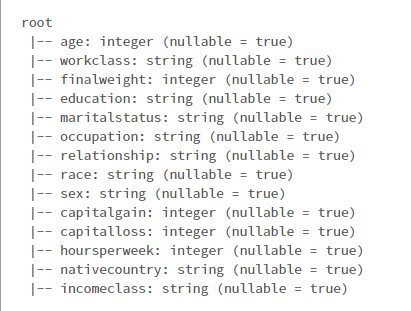 root
 |-- age: integer (nullable = true)
 |-- workclass: string (nullable = true)
 |-- finalweight: integer (nullable = true)
 |-- education: string (nullable = true)
 |-- maritalstatus: string (nullable = true)
 |-- occupation: string (nullable = true)
 |-- relationship: string (nullable = true)
 |-- race: string (nullable = true)
 |-- sex: string (nullable = true)
 |-- capitalgain: integer (nullable = true)
 |-- capitalloss: integer (nullable = true)
 |-- hoursperweek: integer (nullable = true)
 |-- nativecountry: string (nullable = true)
 |-- incomeclass: string (nullable = true)